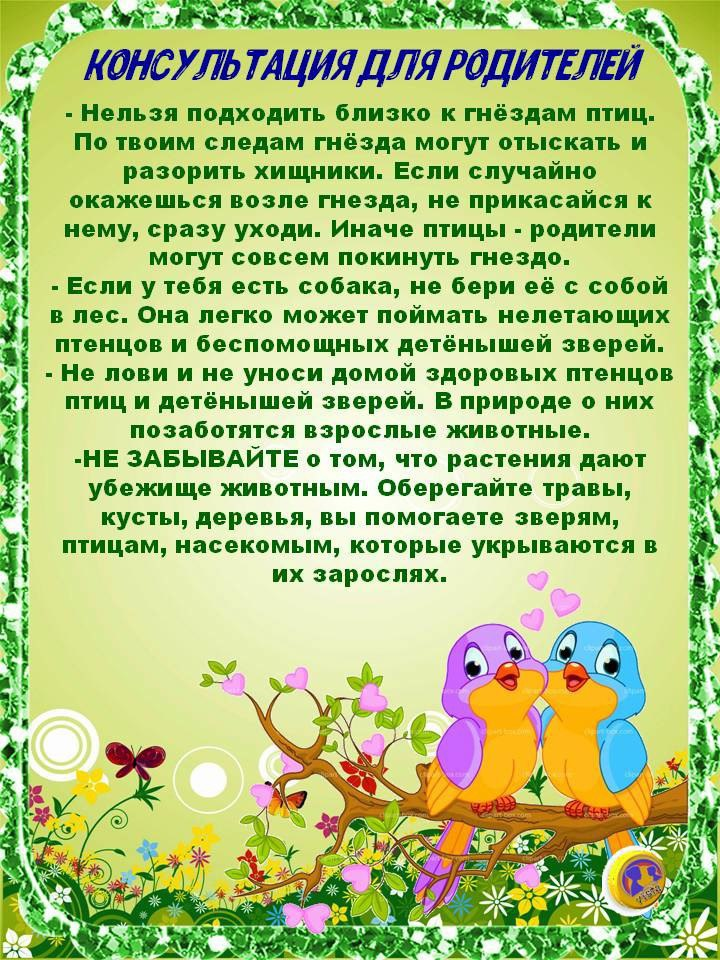 КОНСУЛЬТАЦИЯ ДЛЯ РОДИТЕЛЕЙ
- Нельзя подходить близко к гнёздам птиц.
По твоим следам гнёзда могут отыскать и
разорить хищники. Если случайно
окажешься возле гнезда, не прикасайся к
нему, сразу уходи. Иначе птицы - родители
могут совсем покинуть гнездо.
- Если у тебя есть собака, не бери её с собой
в лес. Она легко может поймать нелетающих
птенцов и беспомощных детёнышей зверей.
- Не лови и не уноси домой здоровых птенцов
птиц и детёнышей зверей. В природе о них
позаботятся взрослые животные.
-НЕ ЗАБЫВАЙТЕ о том, что растения дают
убежище животным. Оберегайте травы,
кусты, деревья, вы помогаете зверям,
птицам, насекомым, которые укрываются в
их зарослях.